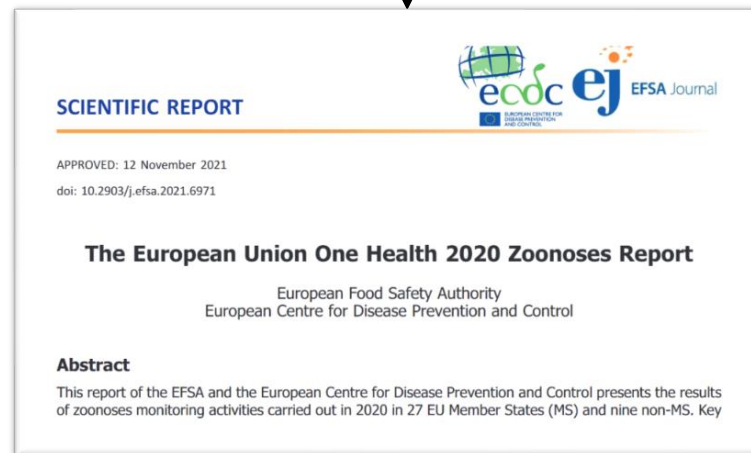 ecdc
EUROPEAN CENTRE FOR
DISEASE PREVENTION
AND CONTROL
ej EFSA Journal
SCIENTIFIC REPORT
APPROVED: 12 November 2021
doi: 10.2903/j.efsa.2021.6971
The European Union One Health 2020 Zoonoses Report
European Food Safety Authority
European Centre for Disease Prevention and Control
Abstract
This report of the EFSA and the European Centre for Disease Prevention and Control presents the results
of zoonoses monitoring activities carried out in 2020 in 27 EU Member States (MS) and nine non-MS. Key